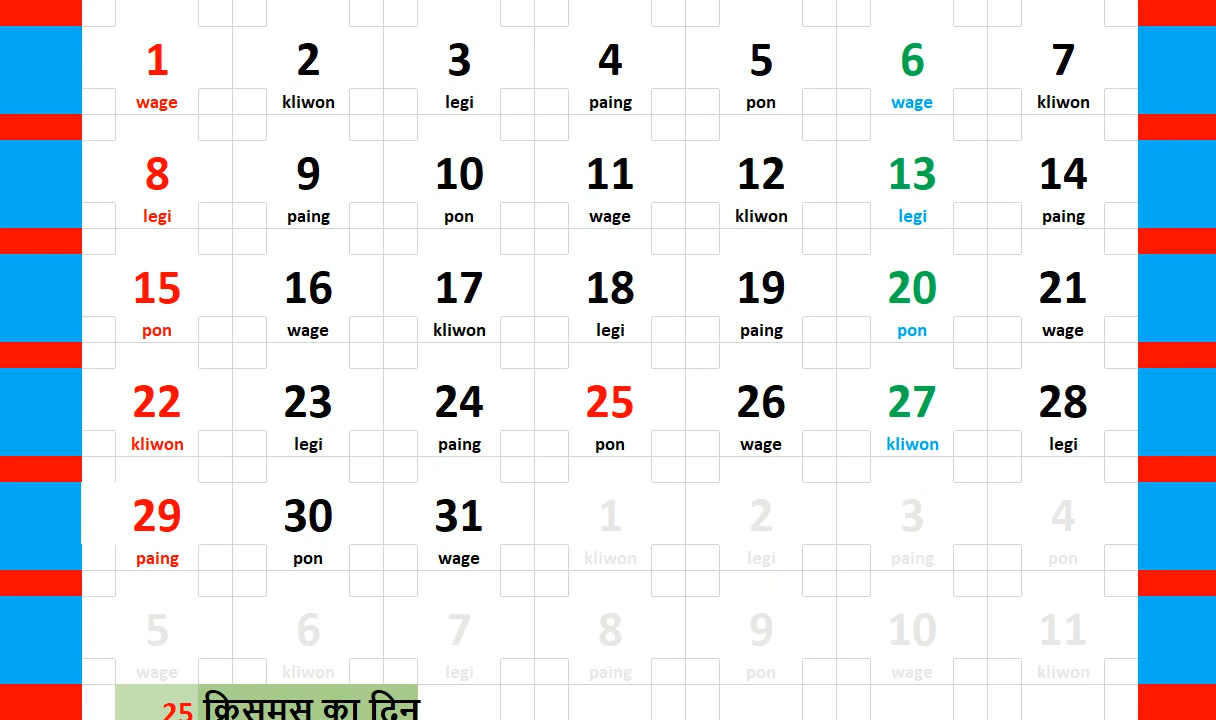 1 2 3 4 5 6 7
wage kliwon legi paing pon wage kliwon
8 9 10 11 12 13 14
legi paing pon wage kliwon legi paing
15 16 17 18 19 20 21
pon wage kliwon legi paing pon wage
22 23 24 25 26 27 28
kliwon legi paing pon wage kliwon legi
29 30 31 1 2 3 4
paing pon wage kliwon legi paing pon
5 6 7 8 9 10 11
wage kliwon legi paing pon wage kliwon
25 क्रिसमस का दिन